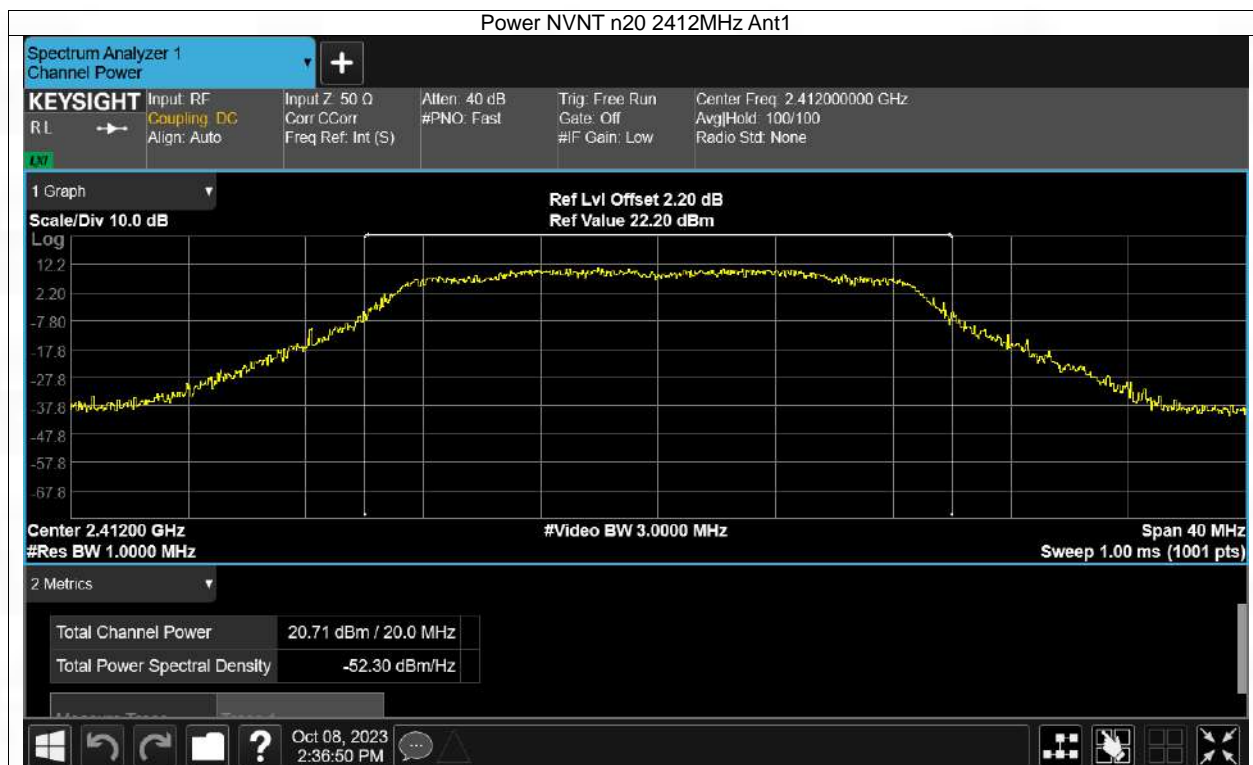 Power NVNT n20 2412MHz Ant1
Spectrum Analyzer 1
Channel Power
+
KEYSIGHT
RL
LXI
Input: RF
Coupling: DC
Align: Auto
Input Z: 50 Ω
Corr CCorr
Freq Ref: Int (S)
Atten: 40 dB
#PNO: Fast
Trig: Free Run
Gate: Off
#IF Gain: Low
Center Freq: 2.412000000 GHz
Avg|Hold: 100/100
Radio Std: None
1 Graph
Scale/Div 10.0 dB
Ref Lvl Offset 2.20 dB
Ref Value 22.20 dBm
Log
12.2
2.20
-7.80
-17.8
-27.8
-37.8
-47.8
-57.8
-67.8
Center 2.41200 GHz
#Res BW 1.0000 MHz
#Video BW 3.0000 MHz
Span 40 MHz
Sweep 1.00 ms (1001 pts)
2 Metrics
Total Channel Power 20.71 dBm / 20.0 MHz
Total Power Spectral Density -52.30 dBm/Hz
?
Oct 08, 2023
2:36:50 PM